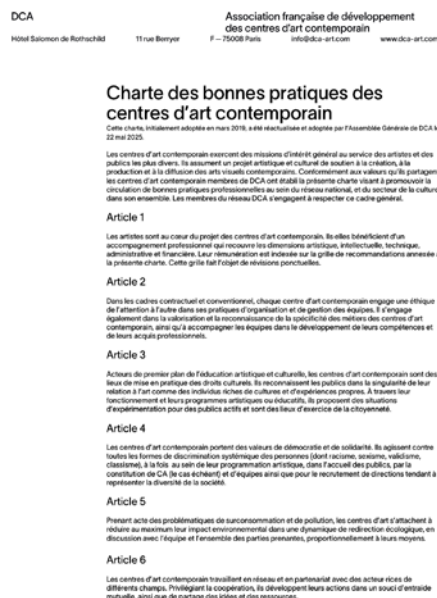 DCA
Association française de développement
des centres d'art contemporain
Hôtel Salomon de Rothschild 11 rue Berryer F – 75008 Paris info@dca-art.com www.dca-art.com
Charte des bonnes pratiques des
centres d'art contemporain
Cette charte, initialement adoptée en mars 2019, a été réactualisée et adoptée par l'Assemblée Générale de DCA le
22 mai 2025.
Les centres d'art contemporain exercent des missions d'intérêt général au service des artistes et des
publics les plus divers. Ils assument un projet artistique et culturel de soutien à la création, à la
production et à la diffusion des arts visuels contemporains. Conformément aux valeurs qu'ils partagent
les centres d'art contemporain membres de DCA ont établi la présente charte visant à promouvoir la
circulation de bonnes pratiques professionnelles au sein du réseau national, et du secteur de la culture
dans son ensemble. Les membres du réseau DCA s'engagent à respecter ce cadre général.
Article 1
Les artistes sont au cœur du projet des centres d'art contemporain. Ils·elles bénéficient d'un
accompagnement professionnel qui recouvre les dimensions artistique, intellectuelle, technique,
administrative et financière. Leur rémunération est indexée sur la grille de recommandations annexée à
la présente charte. Cette grille fait l'objet de révisions ponctuelles.
Article 2
Dans les cadres contractuel et conventionnel, chaque centre d'art contemporain engage une éthique
de l'attention à l'autre dans ses pratiques d'organisation et de gestion des équipes. Il s'engage
également dans la valorisation et la reconnaissance de la spécificité des métiers des centres d'art
contemporain, ainsi qu'à accompagner les équipes dans le développement de leurs compétences et
de leurs acquis professionnels.
Article 3
Acteurs de premier plan de l'éducation artistique et culturelle, les centres d'art contemporain sont des
lieux de mise en pratique des droits culturels. Ils reconnaissent les publics dans la singularité de leur
relation à l'art comme des individus riches de cultures et d'expériences propres. À travers leur
fonctionnement et leurs programmes artistiques ou éducatifs, ils proposent des situations
d'expérimentation pour des publics actifs et sont des lieux d'exercice de la citoyenneté.
Article 4
Les centres d'art contemporain portent des valeurs de démocratie et de solidarité. Ils agissent contre
toutes les formes de discrimination systémique des personnes (dont racisme, sexisme, validisme,
classisme), à la fois au sein de leur programmation artistique, dans l'accueil des publics, par la
constitution de CA (le cas échéant) et d'équipes ainsi que pour le recrutement de directions tendant à
représenter la diversité de la société.
Article 5
Prenant acte des problématiques de surconsommation et de pollution, les centres d'art s'attachent à
réduire au maximum leur impact environnemental dans une dynamique de redirection écologique, en
discussion avec l'équipe et l'ensemble des parties prenantes, proportionnellement à leurs moyens.
Article 6
Les centres d'art contemporain travaillent en réseau et en partenariat avec des acteur·rices de
différents champs. Privilégiant la coopération, ils développent leurs actions dans un souci d'entraide
mutuelle, ainsi que de partage des idées et des ressources.